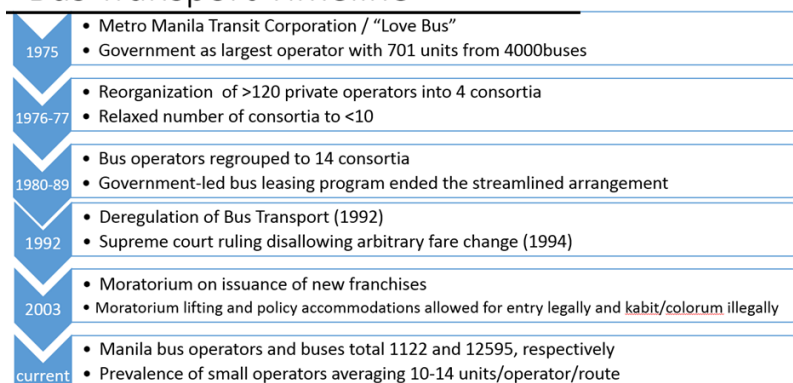 Bus Transport Timeline
1975
• Metro Manila Transit Corporation / “Love Bus”
• Government as largest operator with 701 units from 4000buses
1976-77
• Reorganization of >120 private operators into 4 consortia
• Relaxed number of consortia to <10
1980-89
• Bus operators regrouped to 14 consortia
• Government-led bus leasing program ended the streamlined arrangement
1992
• Deregulation of Bus Transport (1992)
• Supreme court ruling disallowing arbitrary fare change (1994)
2003
• Moratorium on issuance of new franchises
• Moratorium lifting and policy accommodations allowed for entry legally and kabit/colorum illegally
current
• Manila bus operators and buses total 1122 and 12595, respectively
• Prevalence of small operators averaging 10-14 units/operator/route